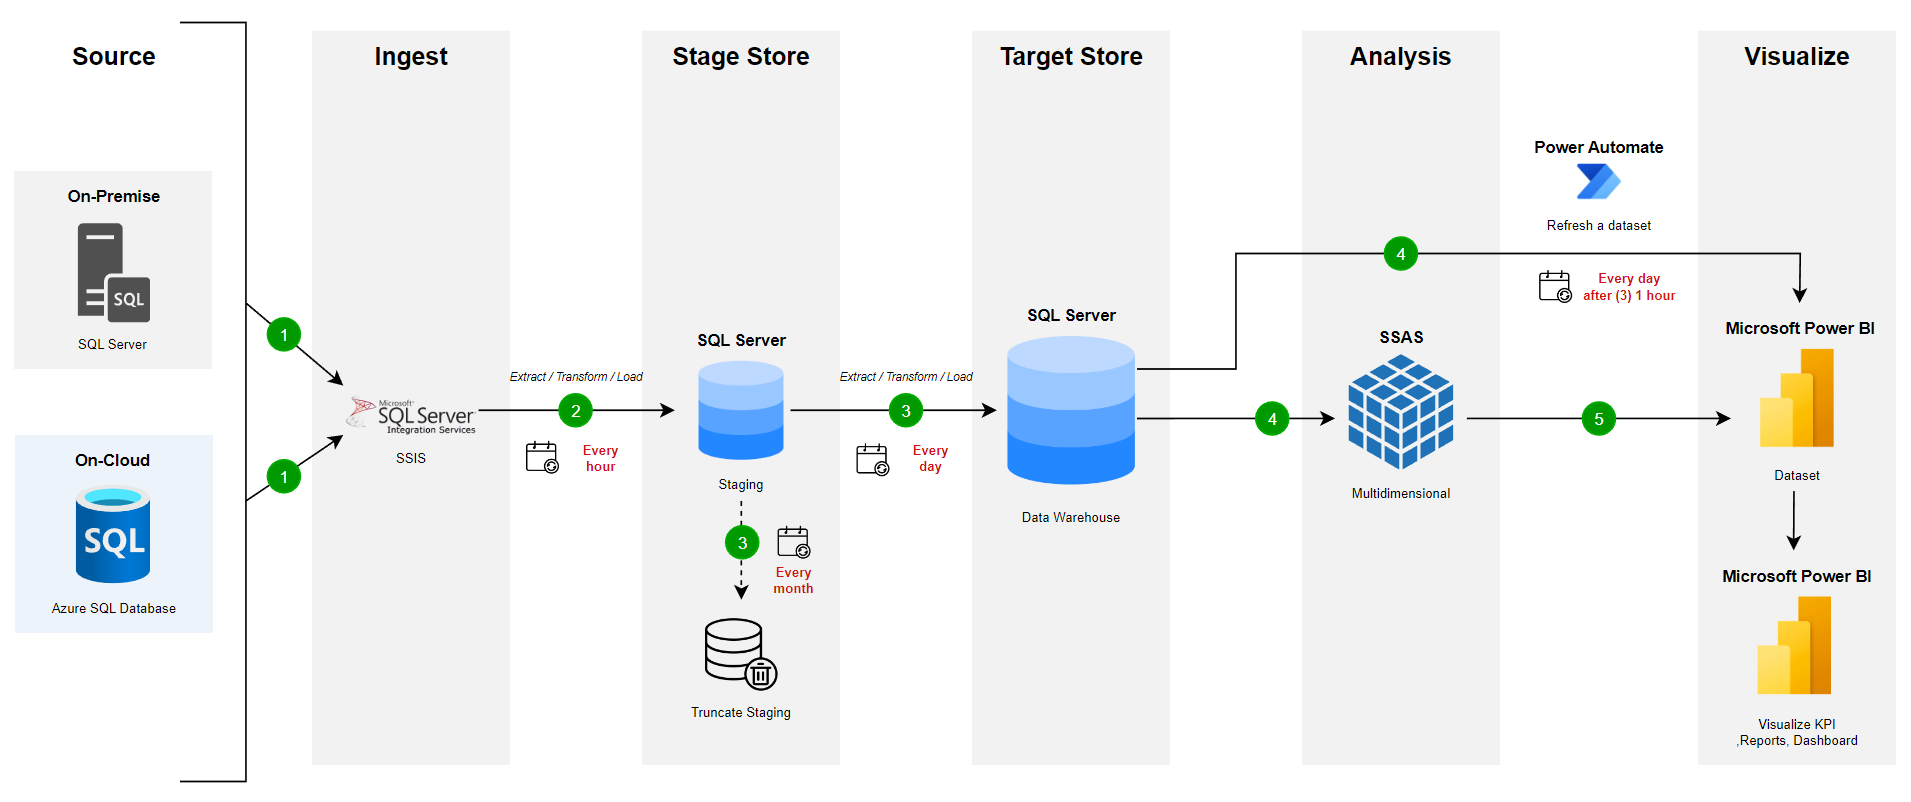 Source
Ingest
Stage Store
Target Store
Analysis
Visualize
On-Premise
SQL
SQL Server
On-Cloud
SQL
Azure SQL Database
1
1
Microsoft
SQL Server
Integration Services
SSIS
Extract / Transform / Load
2
Every
hour
SQL Server
Staging
3
Every
month
Truncate Staging
Extract / Transform / Load
3
Every
day
SQL Server
Data Warehouse
4
4
SSAS
Multidimensional
Power Automate
Refresh a dataset
Every day
after (3) 1 hour
5
Microsoft Power BI
Dataset
Microsoft Power BI
Visualize KPI
,Reports, Dashboard